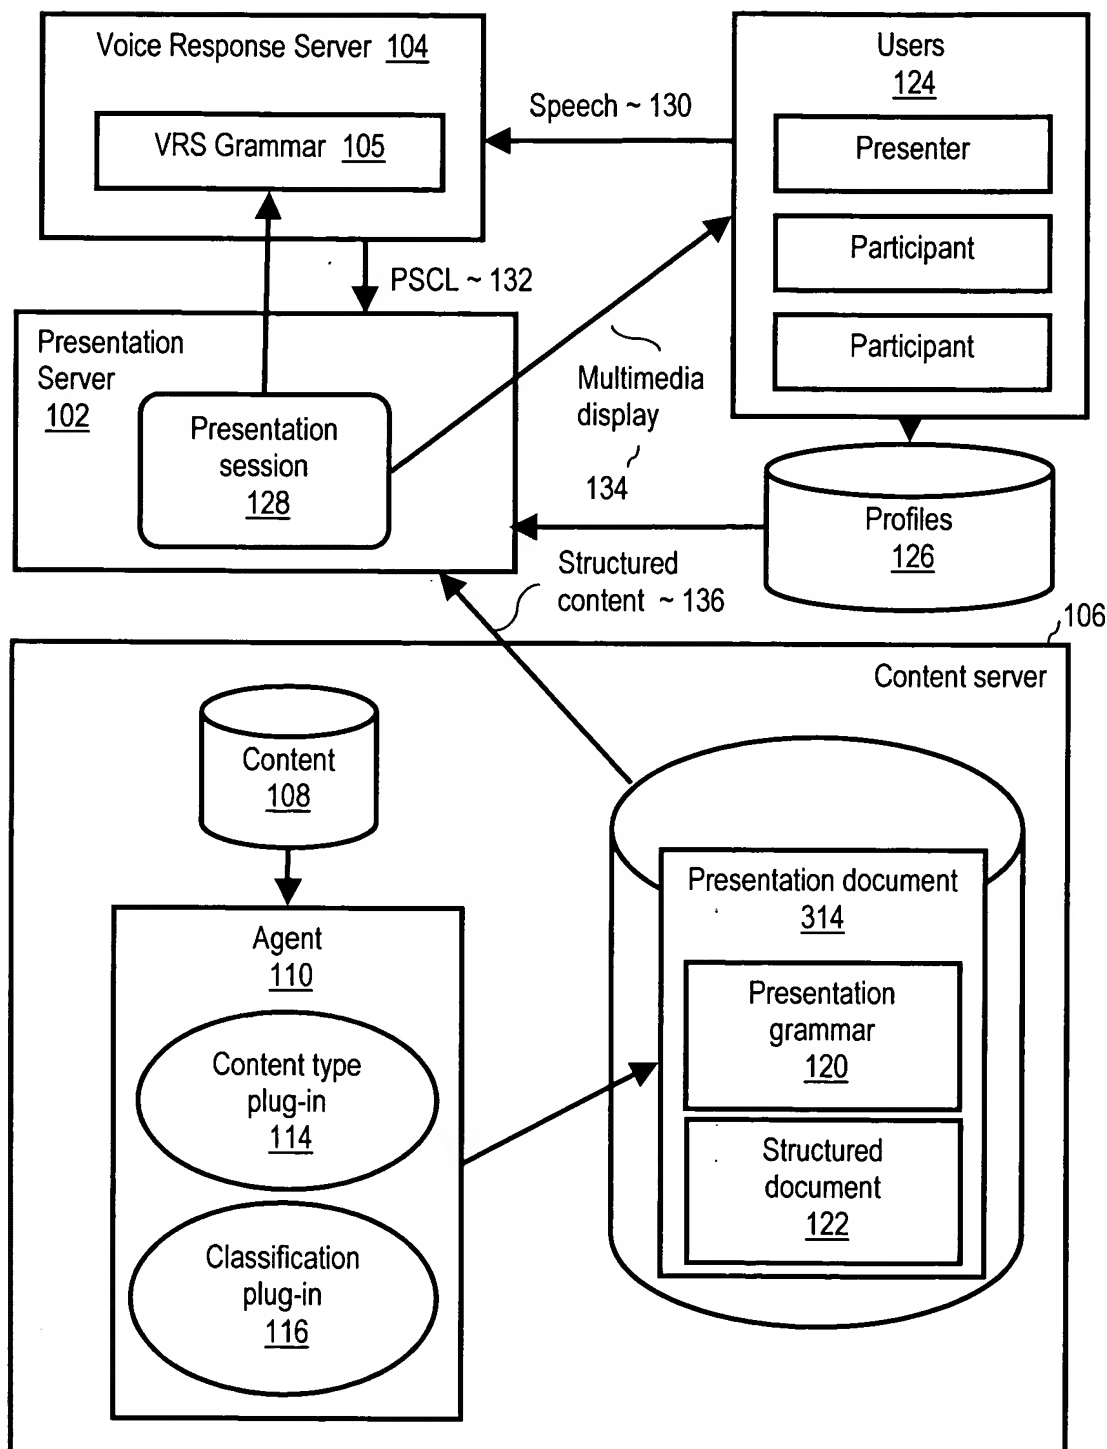 Voice Response Server 104
VRS Grammar 105
Speech ~ 130
Users
124
Presenter
Participant
Participant
PSCL ~ 132
Presentation
Server
102
Presentation
session
128
Multimedia
display
134
Profiles
126
Structured
content ~ 136
106
Content server
Content
108
Agent
110
Content type
plug-in
114
Classification
plug-in
116
Presentation document
314
Presentation
grammar
120
Structured
document
122